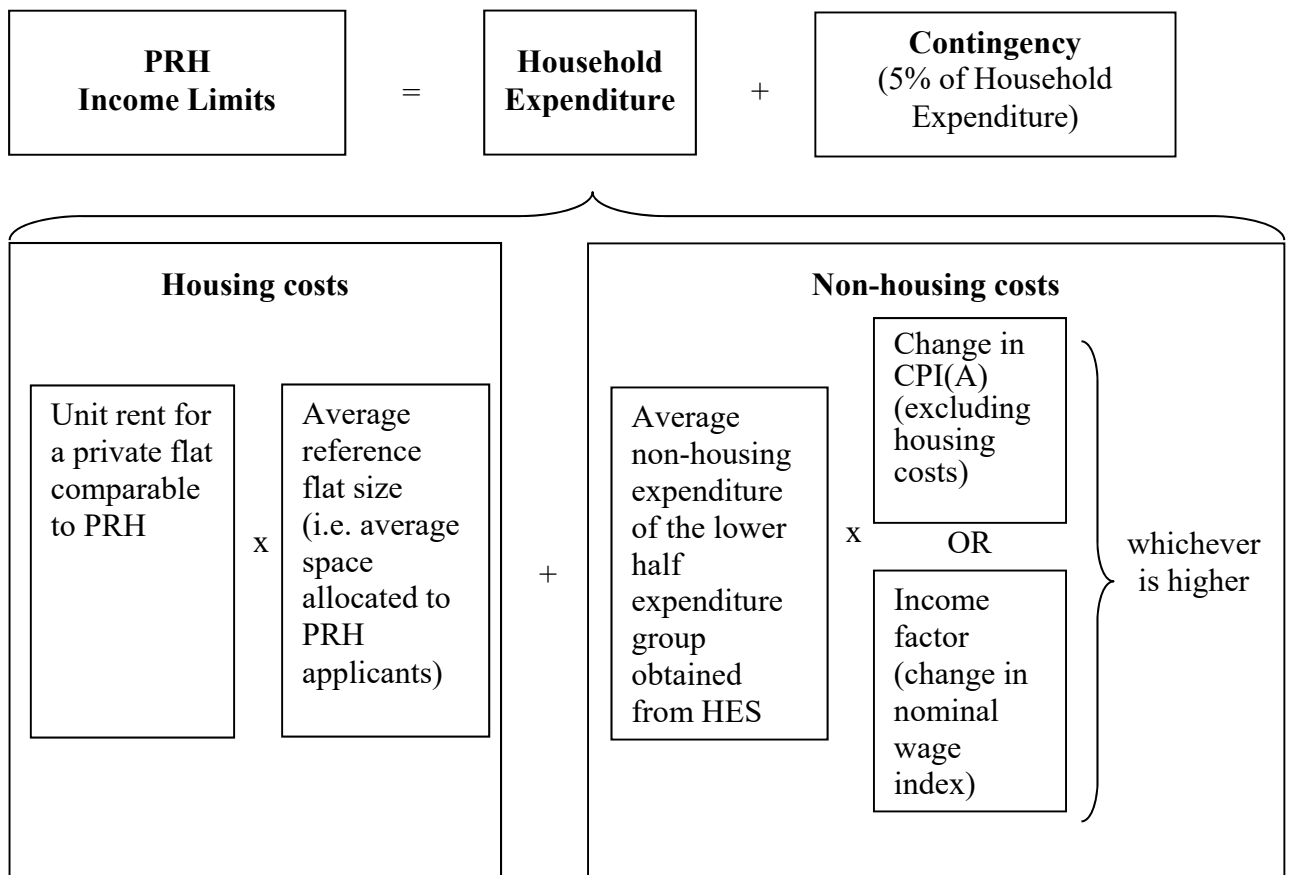 PRH
Income Limits
=
Household
Expenditure
+
Contingency
(5% of Household
Expenditure)
Housing costs
Unit rent for
a private flat
comparable
to PRH
x
Average
reference
flat size
(i.e. average
space
allocated to
PRH
applicants)
+
Non-housing costs
Average
non-housing
expenditure
of the lower
half
expenditure
group
obtained
from HES
x
Change in
CPI(A)
(excluding
housing
costs)
OR
Income
factor
(change in
nominal
wage
index)
whichever
is higher